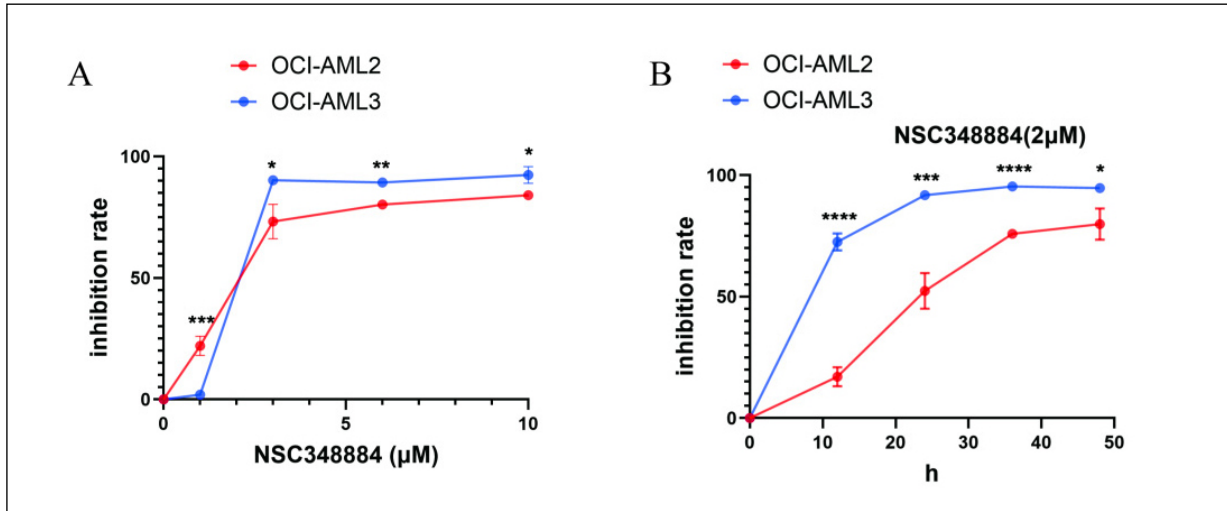 A
OCI-AML2
OCI-AML3
100
50
0
inhibition rate
***
*
**
*
0
5
10
NSC348884 (μM)
B
OCI-AML2
OCI-AML3
NSC348884(2μM)
100
50
0
inhibition rate
****
***
****
*
0
10
20
30
40
50
h